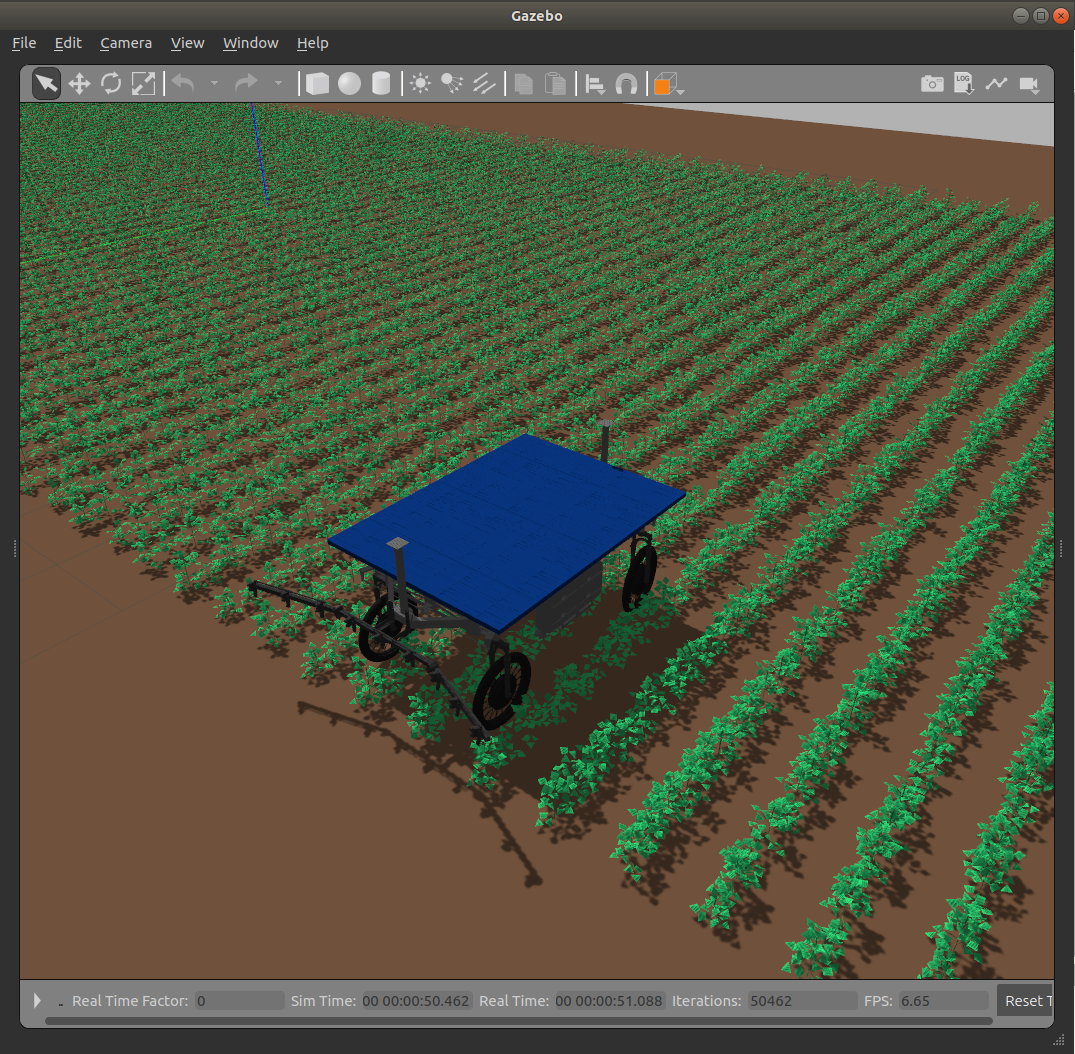 Gazebo
File Edit Camera View Window Help
LOG
Real Time Factor: 0 Sim Time: 00 00:00:50.462 Real Time: 00 00:00:51.088 Iterations: 50462 FPS: 6.65 Reset T